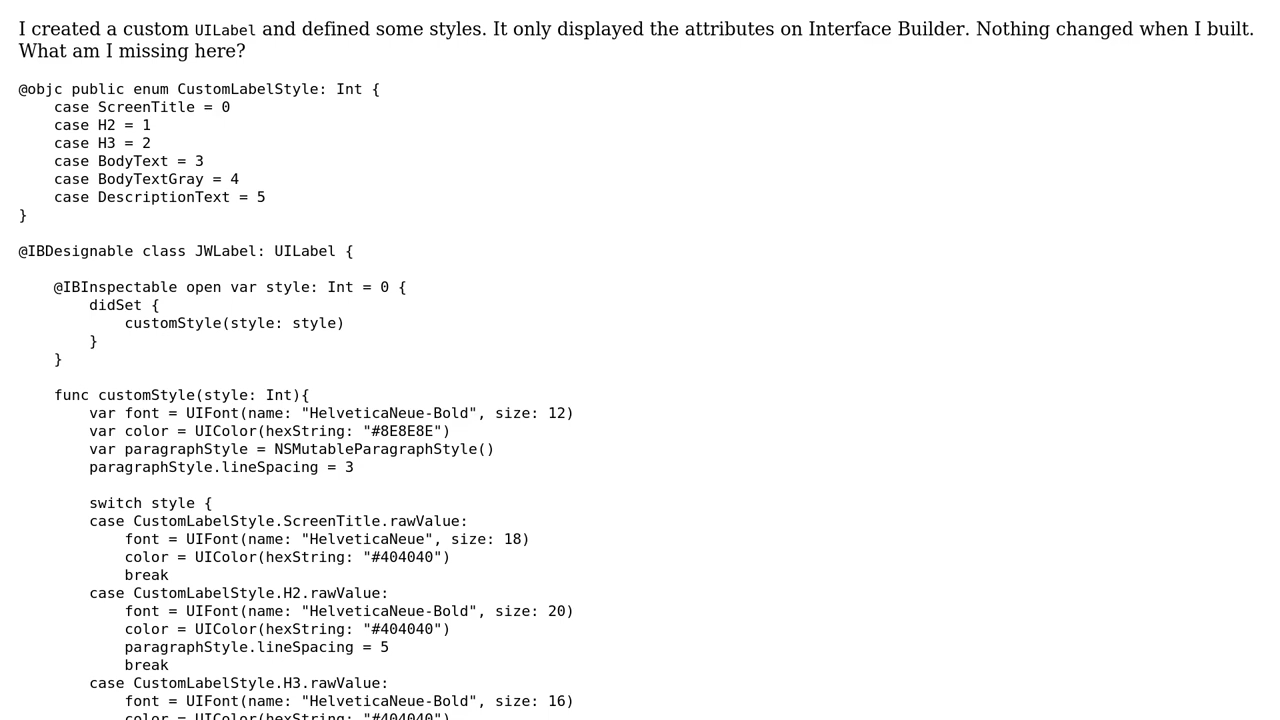 I created a custom UILabel and defined some styles. It only displayed the attributes on Interface Builder. Nothing changed when I built.
What am I missing here?
@objc public enum CustomLabelStyle: Int {
    case ScreenTitle = 0
    case H2 = 1
    case H3 = 2
    case BodyText = 3
    case BodyTextGray = 4
    case DescriptionText = 5
}
@IBDesignable class JWLabel: UILabel {
    @IBInspectable open var style: Int = 0 {
        didSet {
            customStyle(style: style)
        }
    }
    func customStyle(style: Int){
        var font = UIFont(name: "HelveticaNeue-Bold", size: 12)
        var color = UIColor(hexString: "#8E8E8E")
        var paragraphStyle = NSMutableParagraphStyle()
        paragraphStyle.lineSpacing = 3
        switch style {
        case CustomLabelStyle.ScreenTitle.rawValue:
            font = UIFont(name: "HelveticaNeue", size: 18)
            color = UIColor(hexString: "#404040")
            break
        case CustomLabelStyle.H2.rawValue:
            font = UIFont(name: "HelveticaNeue-Bold", size: 20)
            color = UIColor(hexString: "#404040")
            paragraphStyle.lineSpacing = 5
            break
        case CustomLabelStyle.H3.rawValue:
            font = UIFont(name: "HelveticaNeue-Bold", size: 16)
            color = UIColor(hexString: "#404040")